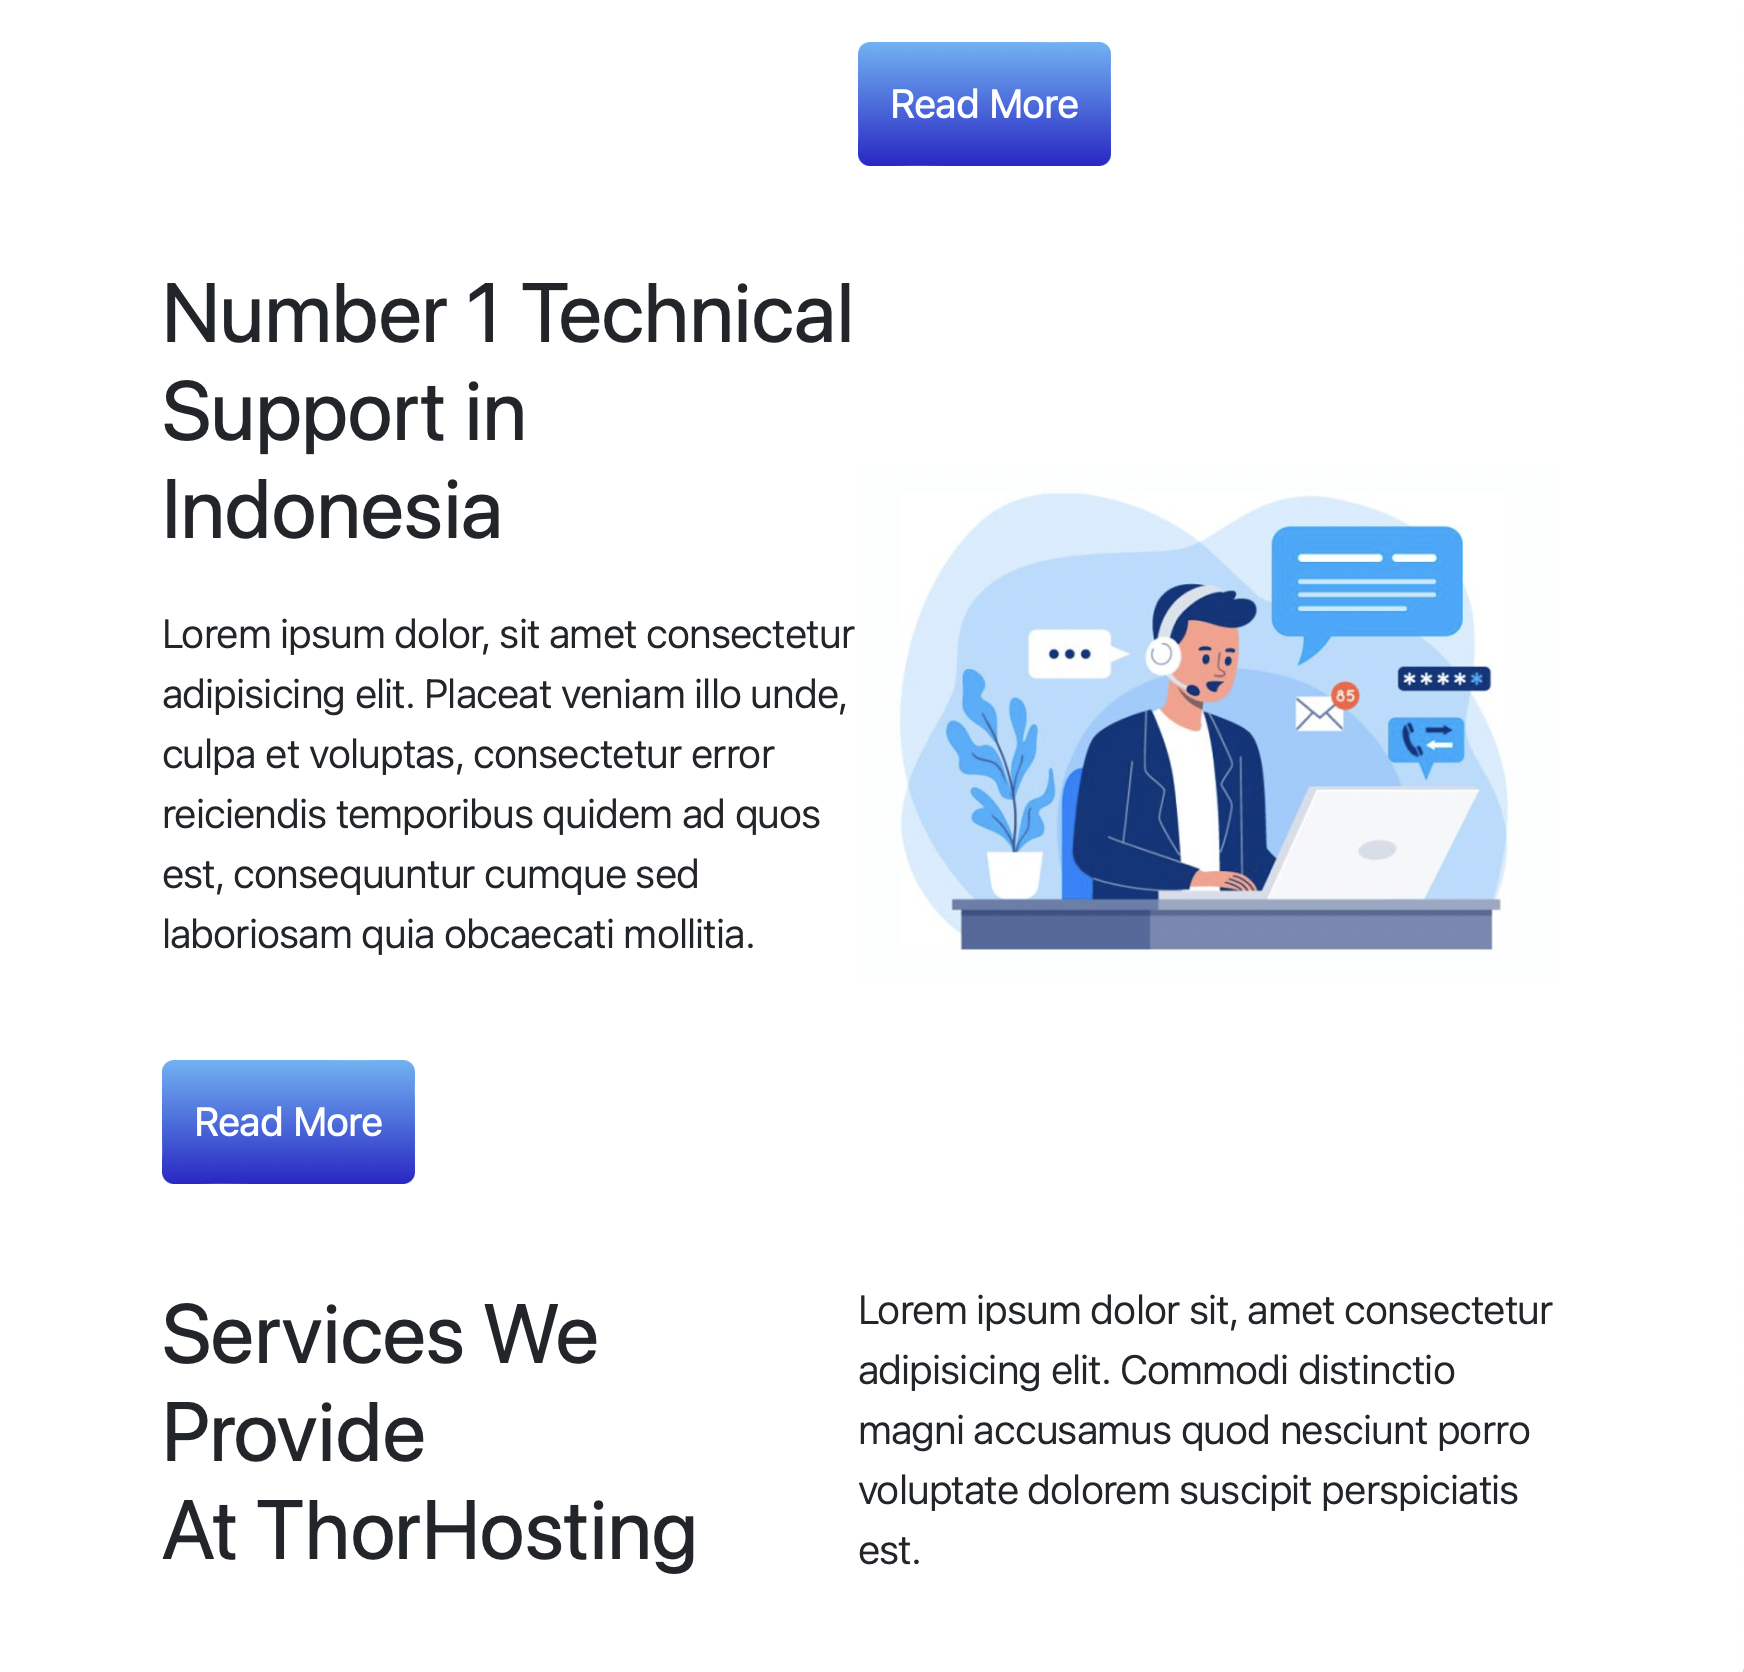 Read More
Number 1 Technical
Support in
Indonesia
Lorem ipsum dolor, sit amet consectetur
adipisicing elit. Placeat veniam illo unde,
culpa et voluptas, consectetur error
reiciendis temporibus quidem ad quos
est, consequuntur cumque sed
laboriosam quia obcaecati mollitia.
*****
85
Read More
Services We
Provide
At ThorHosting
Lorem ipsum dolor sit, amet consectetur
adipisicing elit. Commodi distinctio
magni accusamus quod nesciunt porro
voluptate dolorem suscipit perspiciatis
est.